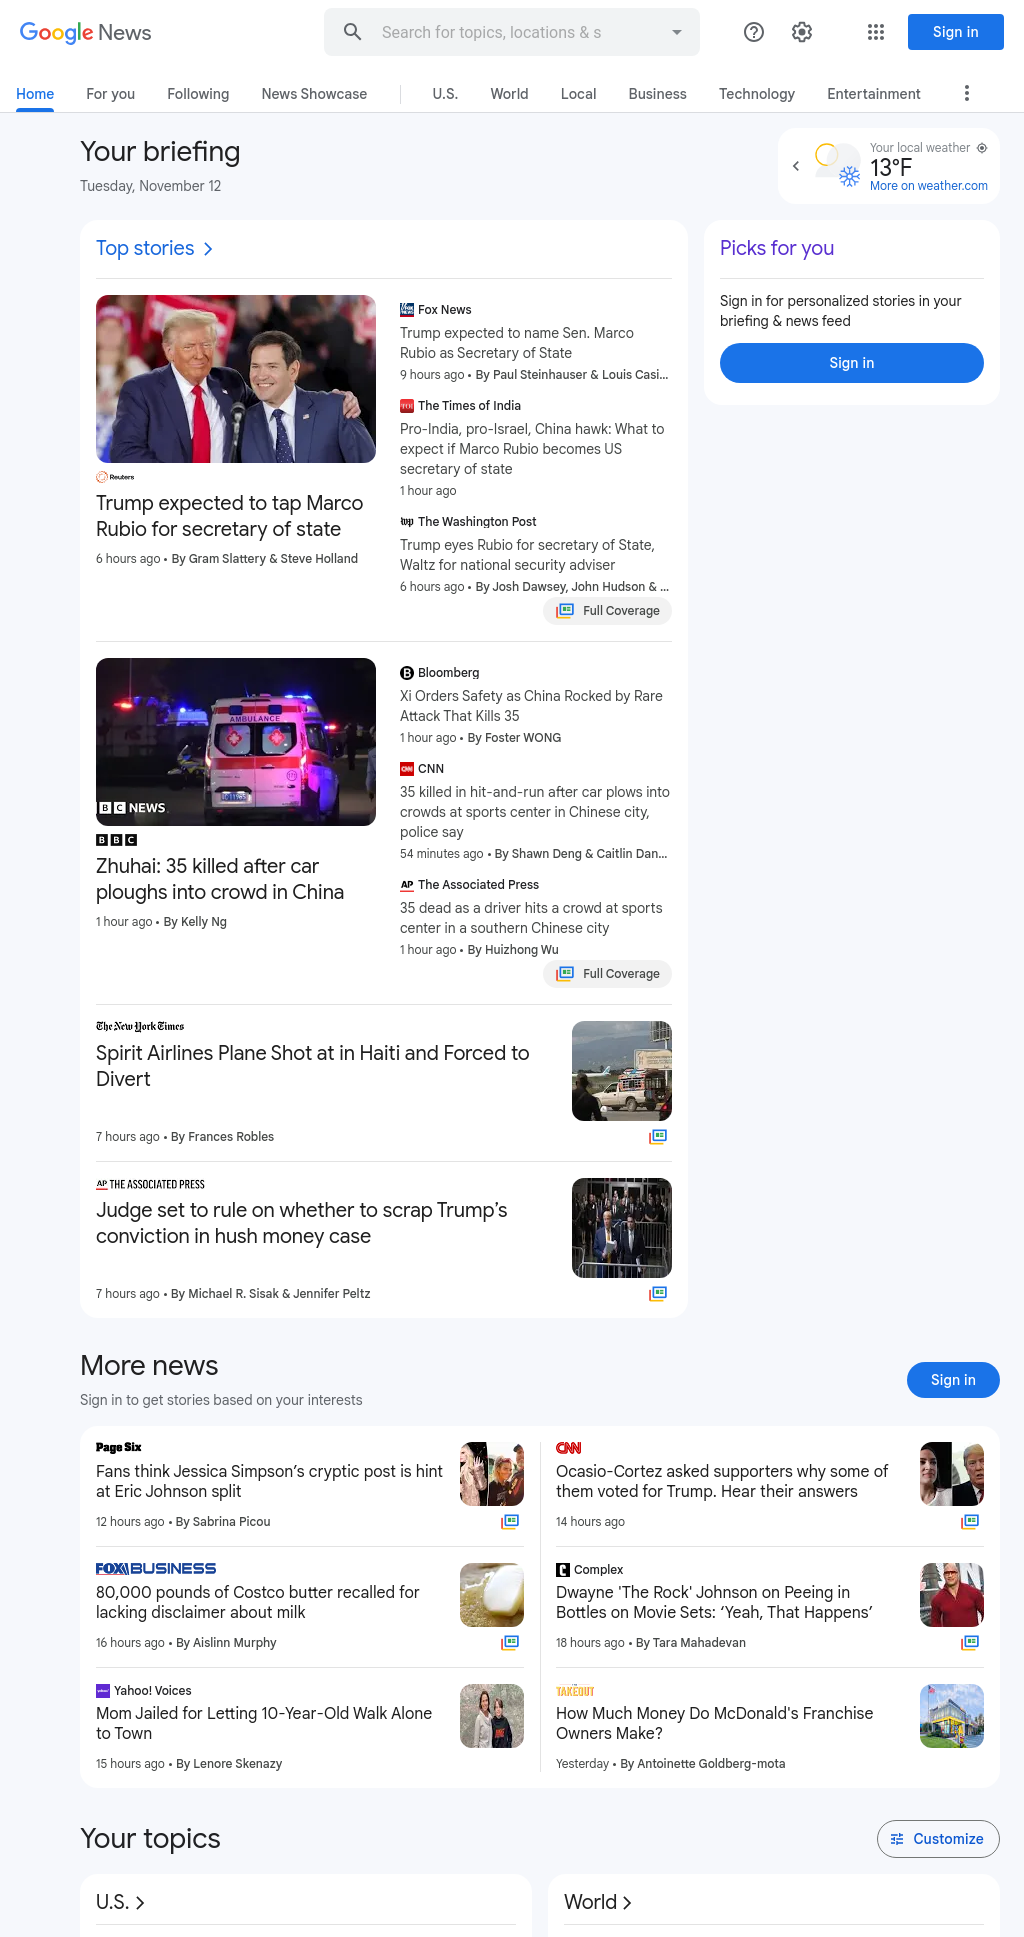 Google News
Search for topics, locations & s
Sign in
Home
For you
Following
News Showcase
U.S.
World
Local
Business
Technology
Entertainment
Your briefing
Tuesday, November 12
Your local weather
13°F
More on weather.com
Top stories
Reuters
Trump expected to tap Marco
Rubio for secretary of state
6 hours ago • By Gram Slattery & Steve Holland
Fox News
Trump expected to name Sen. Marco
Rubio as Secretary of State
9 hours ago • By Paul Steinhauser & Louis Casi...
The Times of India
Pro-India, pro-Israel, China hawk: What to
expect if Marco Rubio becomes US
secretary of state
1 hour ago
The Washington Post
Trump eyes Rubio for secretary of State,
Waltz for national security adviser
6 hours ago • By Josh Dawsey, John Hudson & ...
Full Coverage
Picks for you
Sign in for personalized stories in your
briefing & news feed
Sign in
AMBULANCE
BBC NEWS
BBC
Zhuhai: 35 killed after car
ploughs into crowd in China
1 hour ago • By Kelly Ng
Bloomberg
Xi Orders Safety as China Rocked by Rare
Attack That Kills 35
1 hour ago • By Foster WONG
CNN
35 killed in hit-and-run after car plows into
crowds at sports center in Chinese city,
police say
54 minutes ago • By Shawn Deng & Caitlin Dan...
AP The Associated Press
35 dead as a driver hits a crowd at sports
center in a southern Chinese city
1 hour ago • By Huizhong Wu
Full Coverage
The New York Times
Spirit Airlines Plane Shot at in Haiti and Forced to
Divert
7 hours ago • By Frances Robles
AP THE ASSOCIATED PRESS
Judge set to rule on whether to scrap Trump’s
conviction in hush money case
7 hours ago • By Michael R. Sisak & Jennifer Peltz
More news
Sign in to get stories based on your interests
Sign in
Page Six
Fans think Jessica Simpson’s cryptic post is hint
at Eric Johnson split
12 hours ago • By Sabrina Picou
CNN
Ocasio-Cortez asked supporters why some of
them voted for Trump. Hear their answers
14 hours ago
FOX BUSINESS
80,000 pounds of Costco butter recalled for
lacking disclaimer about milk
16 hours ago • By Aislinn Murphy
Complex
Dwayne 'The Rock' Johnson on Peeing in
Bottles on Movie Sets: ‘Yeah, That Happens’
18 hours ago • By Tara Mahadevan
Yahoo! Voices
Mom Jailed for Letting 10-Year-Old Walk Alone
to Town
15 hours ago • By Lenore Skenazy
TAKEOUT
How Much Money Do McDonald's Franchise
Owners Make?
Yesterday • By Antoinette Goldberg-mota
Your topics
Customize
U.S.
World